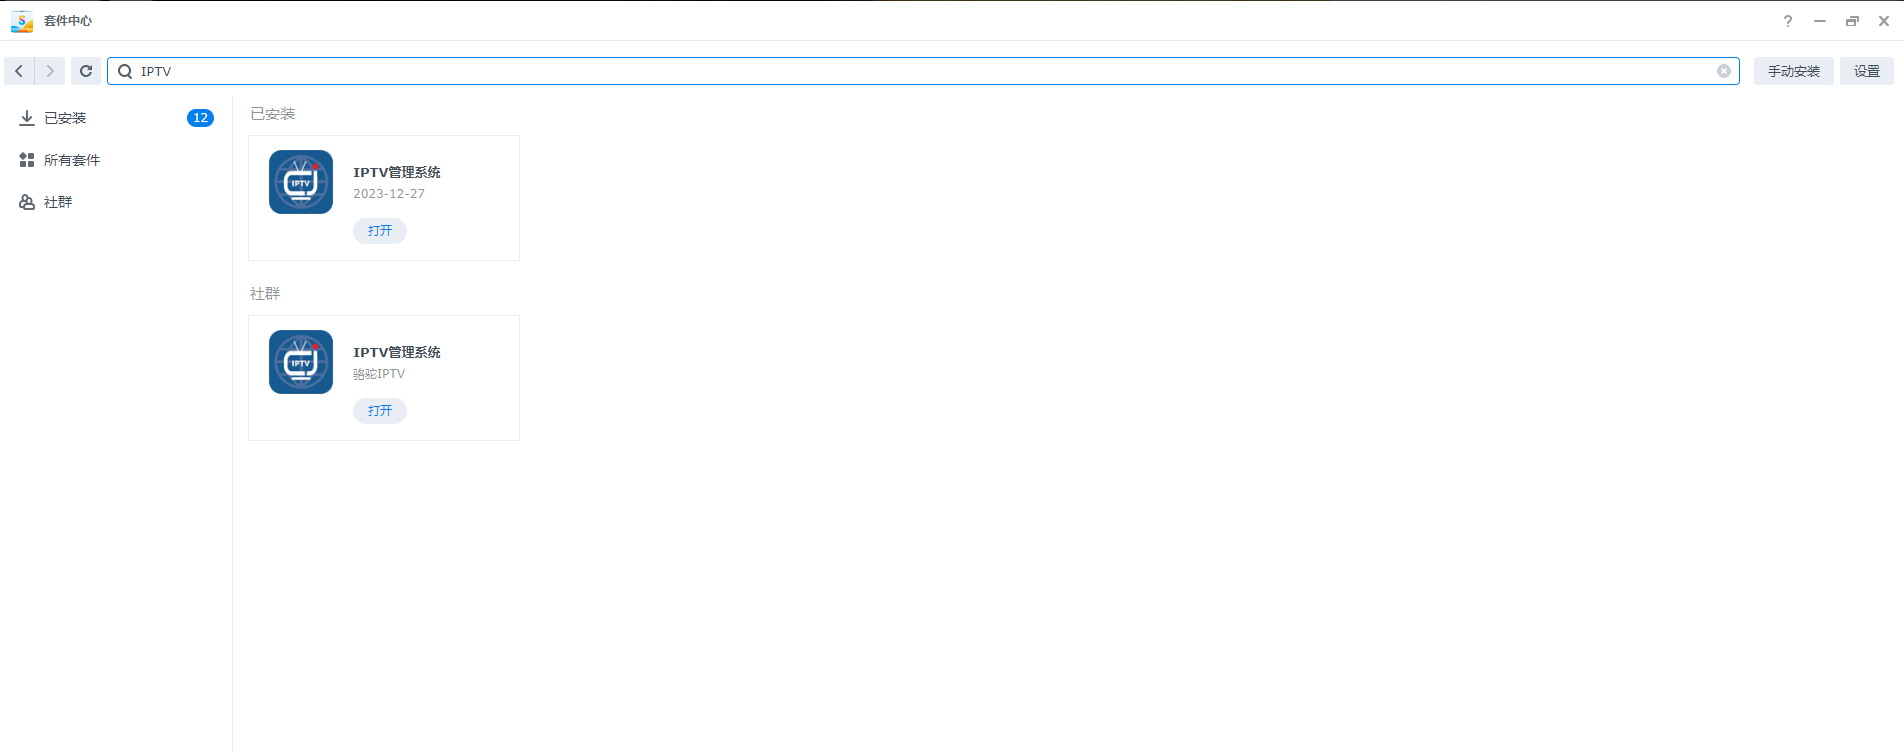 套件中心
IPTV
手动安装
设置
已安装
12
所有套件
社群
已安装
IPTV
IPTV管理系统
2023-12-27
打开
社群
IPTV
IPTV管理系统
骆驼IPTV
打开